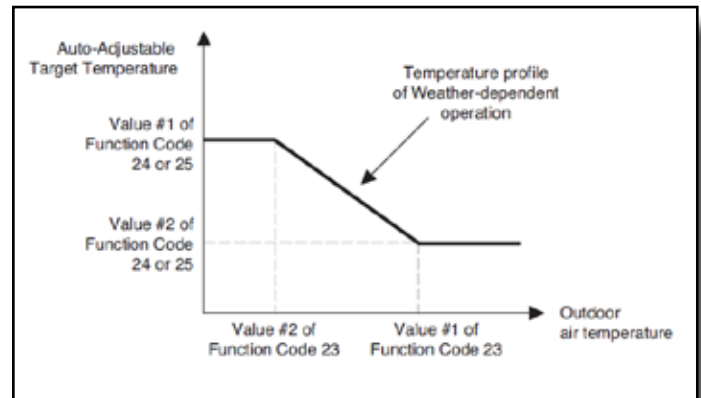 Auto-Adjustable
Target Temperature
Temperature profile
of Weather-dependent
operation
Value #1 of
Function Code
24 or 25
Value #2 of
Function Code
24 or 25
Outdoor
air temperature
Value #2 of
Function Code 23
Value #1 of
Function Code 23